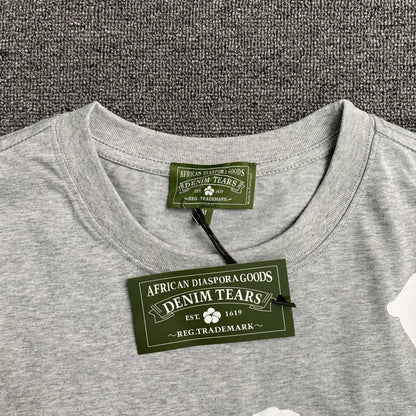 AFRICAN DIASPORA GOODS
DENIM TEARS
EST. 1619
~REG.TRADEMARK~
AFRICAN DIASPORA GOODS
DENIM TEARS
EST. 1619
~REG.TRADEMARK~